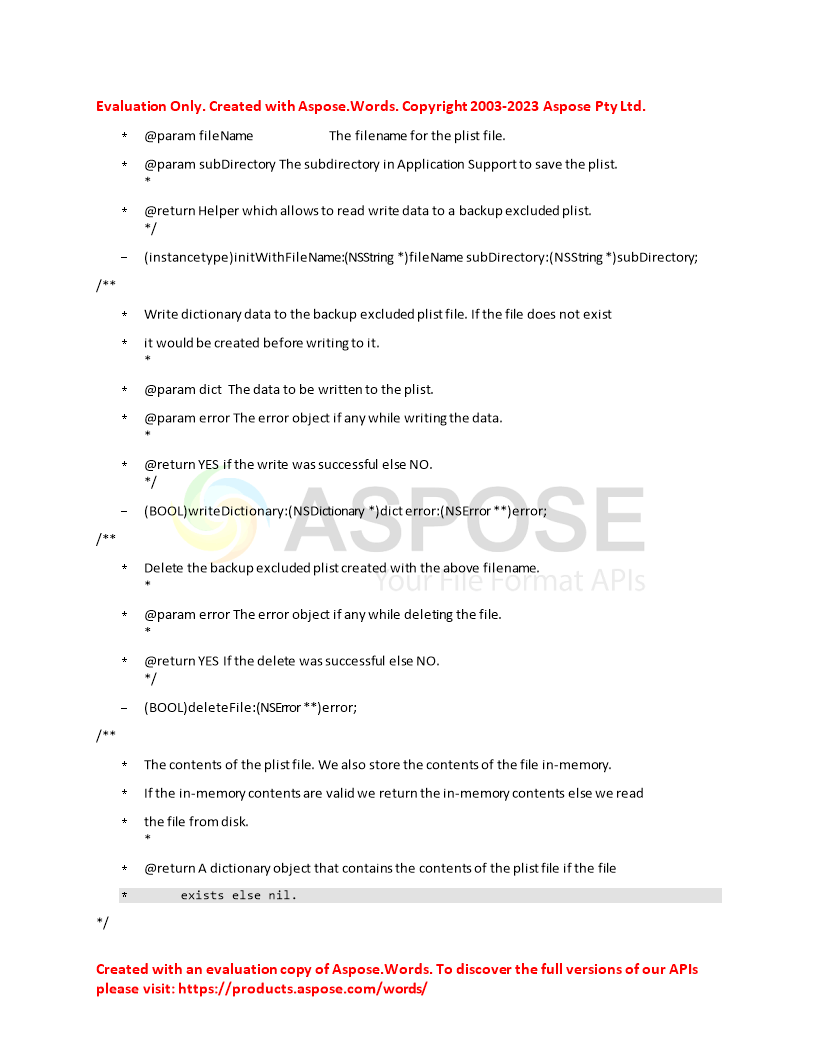 Evaluation Only. Created with Aspose.Words. Copyright 2003-2023 Aspose Pty Ltd.
* @param fileName The filename for the plist file.
* @param subDirectory The subdirectory in Application Support to save the plist.
*
* @return Helper which allows to read write data to a backup excluded plist.
*/
– (instancetype)initWithFileName:(NSString *)fileName subDirectory:(NSString *)subDirectory;
/**
* Write dictionary data to the backup excluded plist file. If the file does not exist
* it would be created before writing to it.
*
* @param dict The data to be written to the plist.
* @param error The error object if any while writing the data.
*
* @return YES if the write was successful else NO.
*/
– (BOOL)writeDictionary:(NSDictionary *)dict error:(NSError **)error;
ASPOSE
/**
* Delete the backup excluded plist created with the above filename.
Your File Format APIs
*
* @param error The error object if any while deleting the file.
*
* @return YES If the delete was successful else NO.
*/
– (BOOL)deleteFile:(NSError **)error;
/**
* The contents of the plist file. We also store the contents of the file in-memory.
* If the in-memory contents are valid we return the in-memory contents else we read
* the file from disk.
*
* @return A dictionary object that contains the contents of the plist file if the file
* exists else nil.
*/
Created with an evaluation copy of Aspose.Words. To discover the full versions of our APIs
please visit: https://products.aspose.com/words/